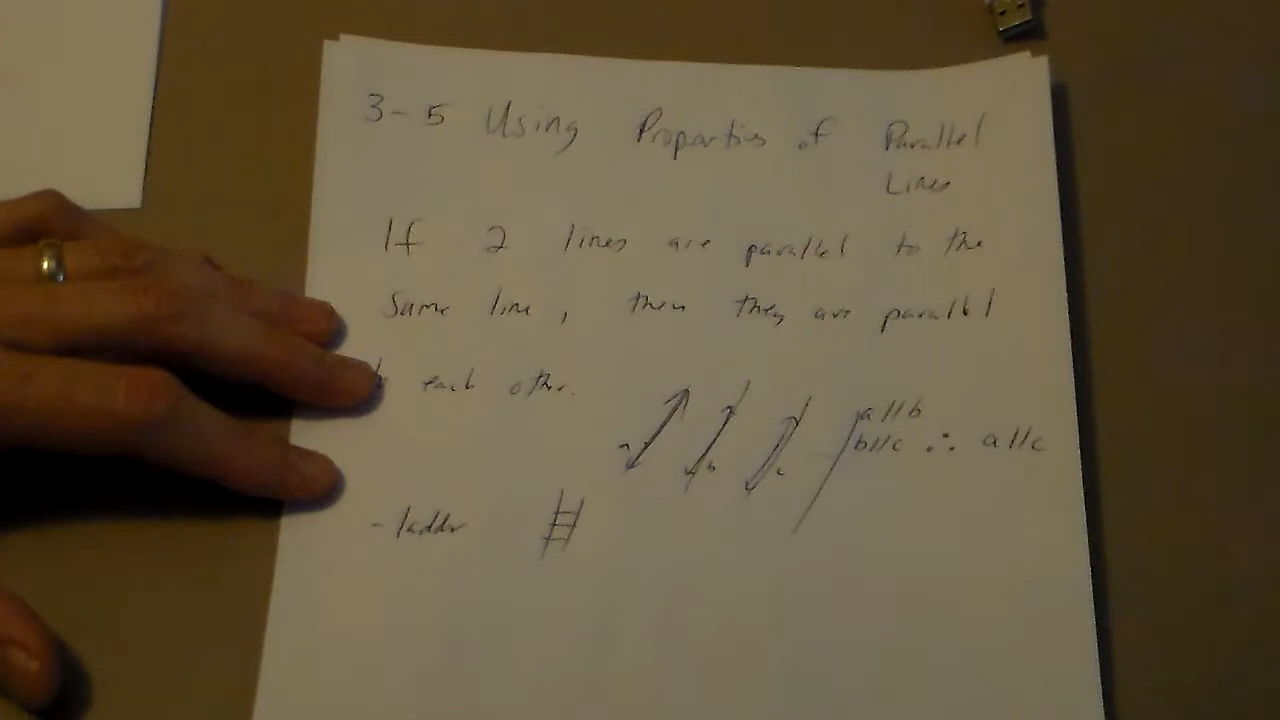 3-5 Using Properties of Parallel
Lines
If 2 lines are parallel to the
same line, then they are parallel
to each other.
a b c
a//b
b//c ∴ a//c
- ladder